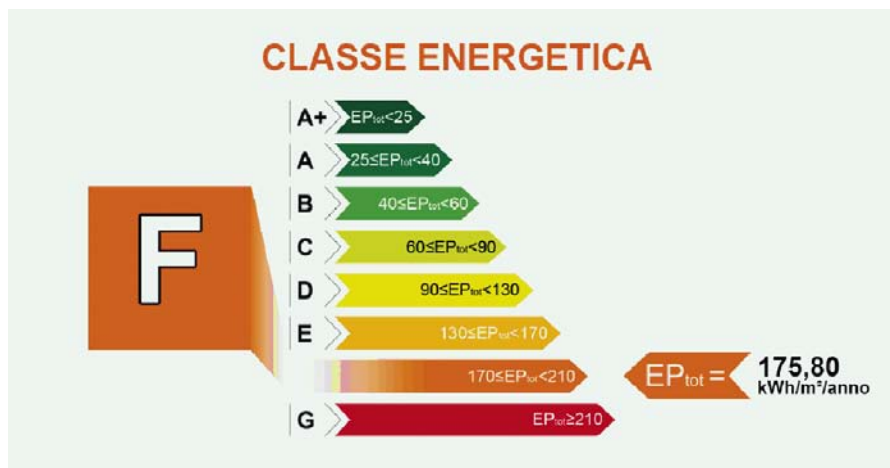 CLASSE ENERGETICA
A+ EPtot<25
A 25≤EPtot<40
B 40≤EPtot<60
C 60≤EPtot<90
D 90≤EPtot<130
E 130≤EPtot<170
F 170≤EPtot<210
EPtot = 175,80
kWh/m²/anno
G EPtot≥210